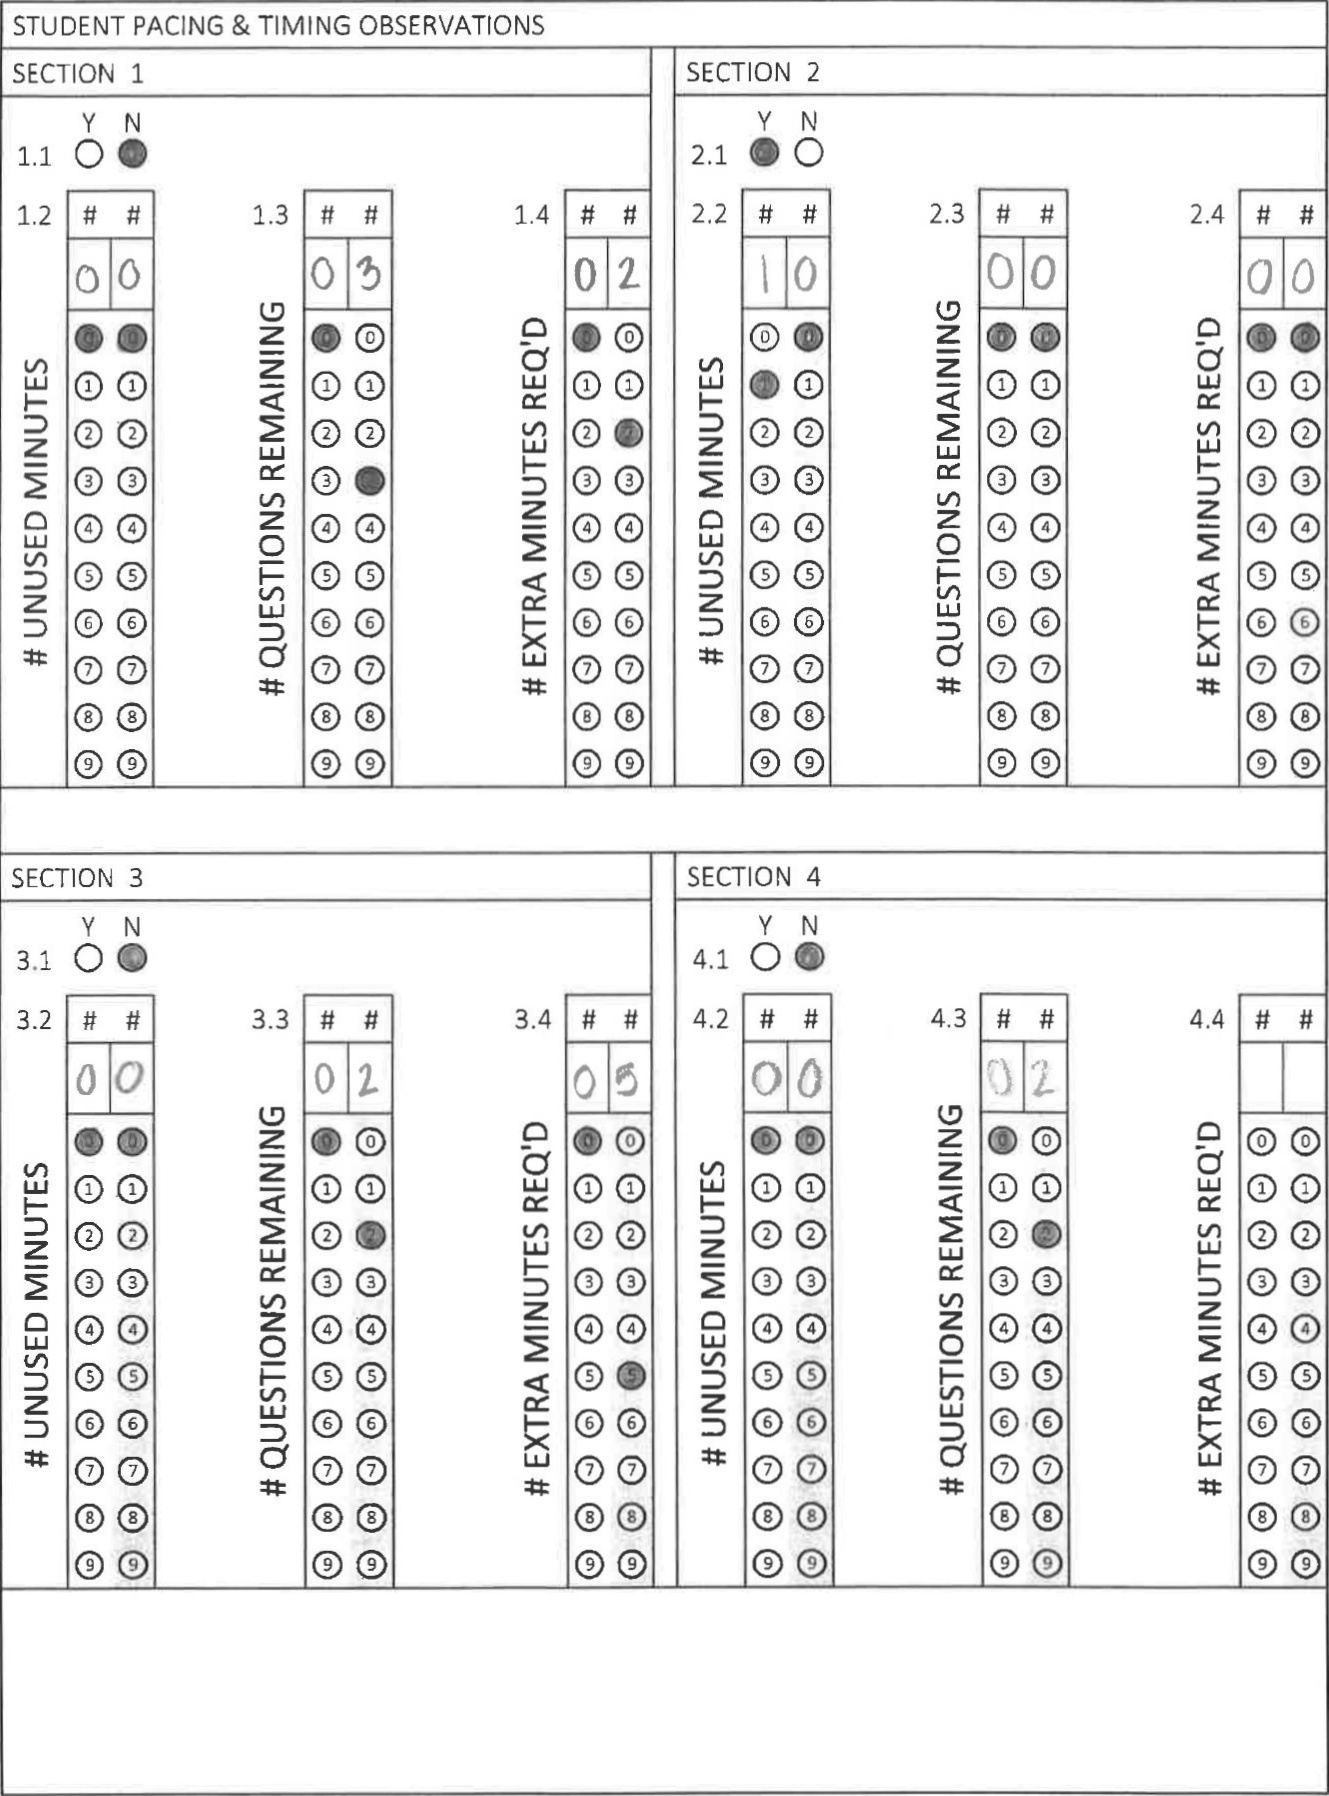 STUDENT PACING & TIMING OBSERVATIONS
SECTION 1
Y N
1.1
1.2 # # 1.3 # # 1.4 # #
0 0 0 3 0 2
# UNUSED MINUTES
# QUESTIONS REMAINING
# EXTRA MINUTES REQ'D
0 0 0 0 0 0
1 1 1 1 1 1
2 2 2 2 2 2
3 3 3 3 3
4 4 4 4 4 4
5 5 5 5 5 5
6 6 6 6 6 6
7 7 7 7 7 7
8 8 8 8 8 8
9 9 9 9 9 9
SECTION 2
Y N
2.1
2.2 # # 2.3 # # 2.4 # #
1 0 0 0 0 0
# UNUSED MINUTES
# QUESTIONS REMAINING
# EXTRA MINUTES REQ'D
0 0 0 0 0 0
1 1 1 1 1 1
2 2 2 2 2 2
3 3 3 3 3 3
4 4 4 4 4 4
5 5 5 5 5 5
6 6 6 6 6 6
7 7 7 7 7 7
8 8 8 8 8 8
9 9 9 9 9 9
SECTION 3
Y N
3.1
3.2 # # 3.3 # # 3.4 # #
0 0 0 2 0 5
# UNUSED MINUTES
# QUESTIONS REMAINING
# EXTRA MINUTES REQ'D
0 0 0 0 0 0
1 1 1 1 1 1
2 2 2 2 2 2
3 3 3 3 3 3
4 4 4 4 4 4
5 5 5 5 5 5
6 6 6 6 6 6
7 7 7 7 7 7
8 8 8 8 8 8
9 9 9 9 9 9
SECTION 4
Y N
4.1
4.2 # # 4.3 # # 4.4 # #
0 0 0 2
# UNUSED MINUTES
# QUESTIONS REMAINING
# EXTRA MINUTES REQ'D
0 0 0 0 0 0
1 1 1 1 1 1
2 2 2 2 2 2
3 3 3 3 3 3
4 4 4 4 4 4
5 5 5 5 5 5
6 6 6 6 6 6
7 7 7 7 7 7
8 8 8 8 8 8
9 9 9 9 9 9